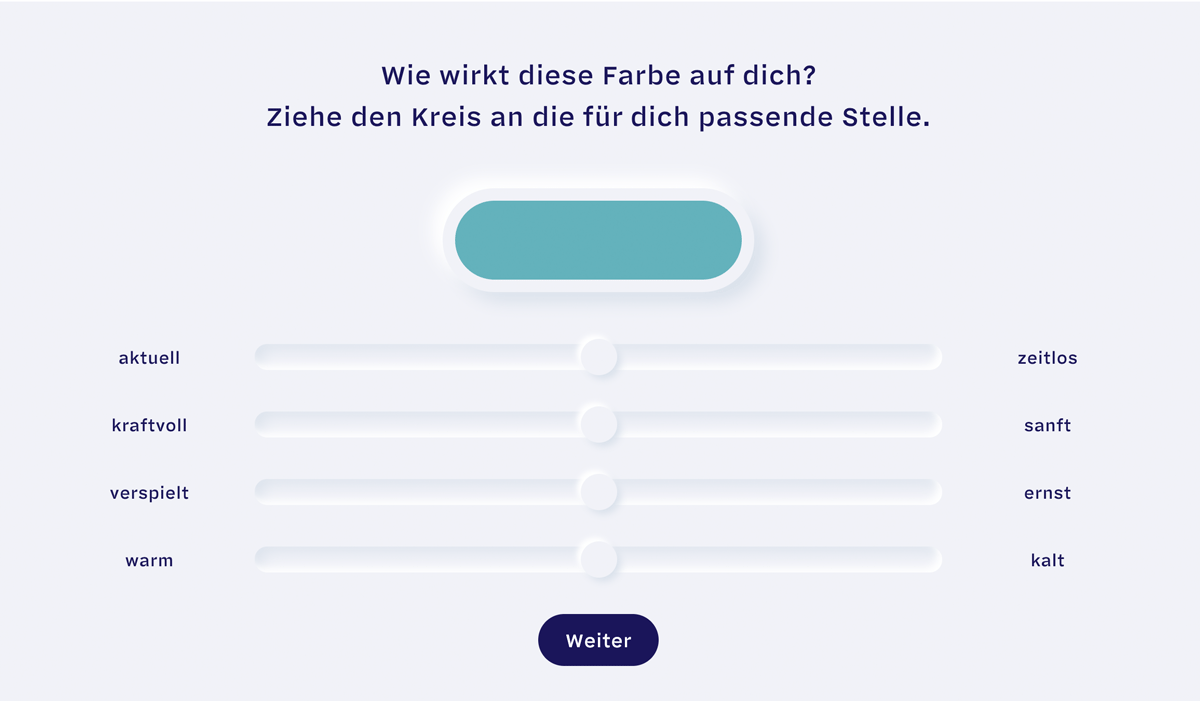 Wie wirkt diese Farbe auf dich?
Ziehe den Kreis an die für dich passende Stelle.
aktuell zeitlos
kraftvoll sanft
verspielt ernst
warm kalt
Weiter